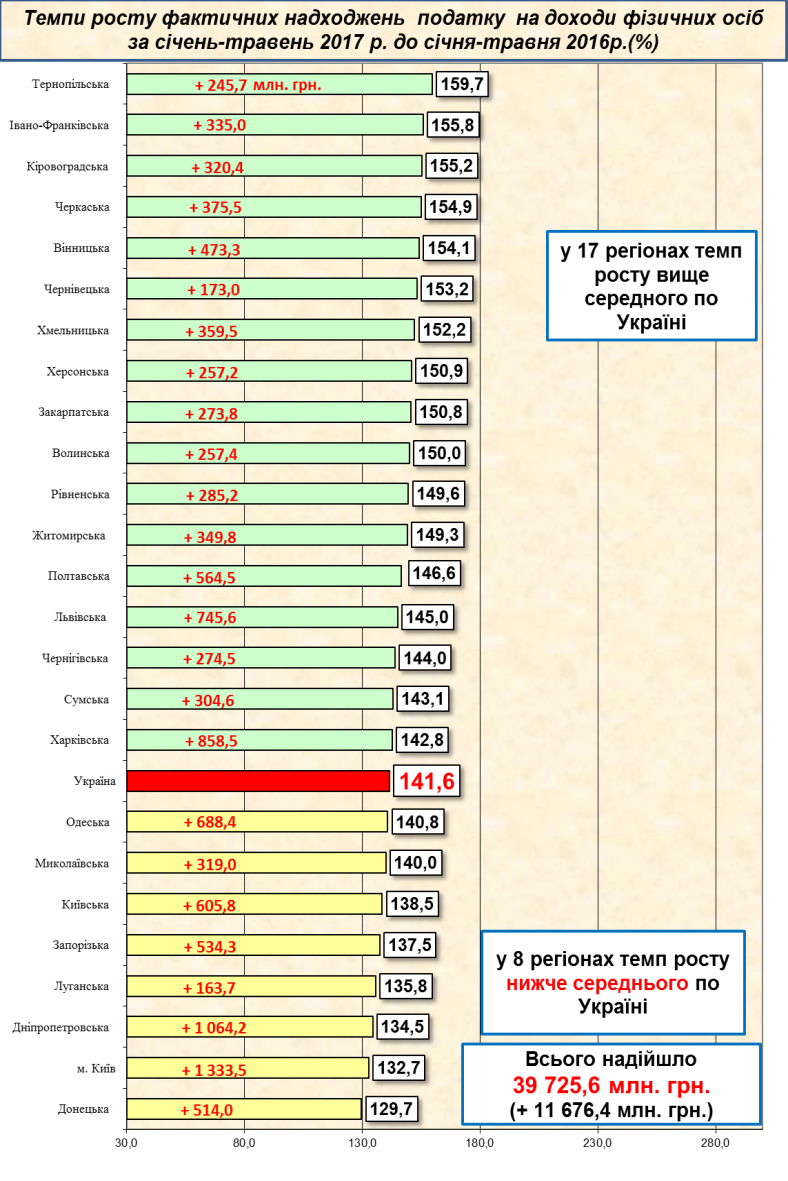 Темпи росту фактичних надходжень податку на доходи фізичних осіб
за січень-травень 2017 р. до січня-травня 2016р.(%)
Тернопільська + 245,7 млн. грн. 159,7
Івано-Франківська + 335,0 155,8
Кіровоградська + 320,4 155,2
Черкаська + 375,5 154,9
Вінницька + 473,3 154,1
Чернівецька + 173,0 153,2
Хмельницька + 359,5 152,2
Херсонська + 257,2 150,9
Закарпатська + 273,8 150,8
Волинська + 257,4 150,0
Рівненська + 285,2 149,6
Житомирська + 349,8 149,3
Полтавська + 564,5 146,6
Львівська + 745,6 145,0
Чернігівська + 274,5 144,0
Сумська + 304,6 143,1
Харківська + 858,5 142,8
Україна 141,6
Одеська + 688,4 140,8
Миколаївська + 319,0 140,0
Київська + 605,8 138,5
Запорізька + 534,3 137,5
Луганська + 163,7 135,8
Дніпропетровська + 1 064,2 134,5
м. Київ + 1 333,5 132,7
Донецька + 514,0 129,7
30,0 80,0 130,0 180,0 230,0 280,0
у 17 регіонах темп
росту вище
середного по
Україні
у 8 регіонах темп росту
нижче середнього по
Україні
Всього надійшло
39 725,6 млн. грн.
(+ 11 676,4 млн. грн.)